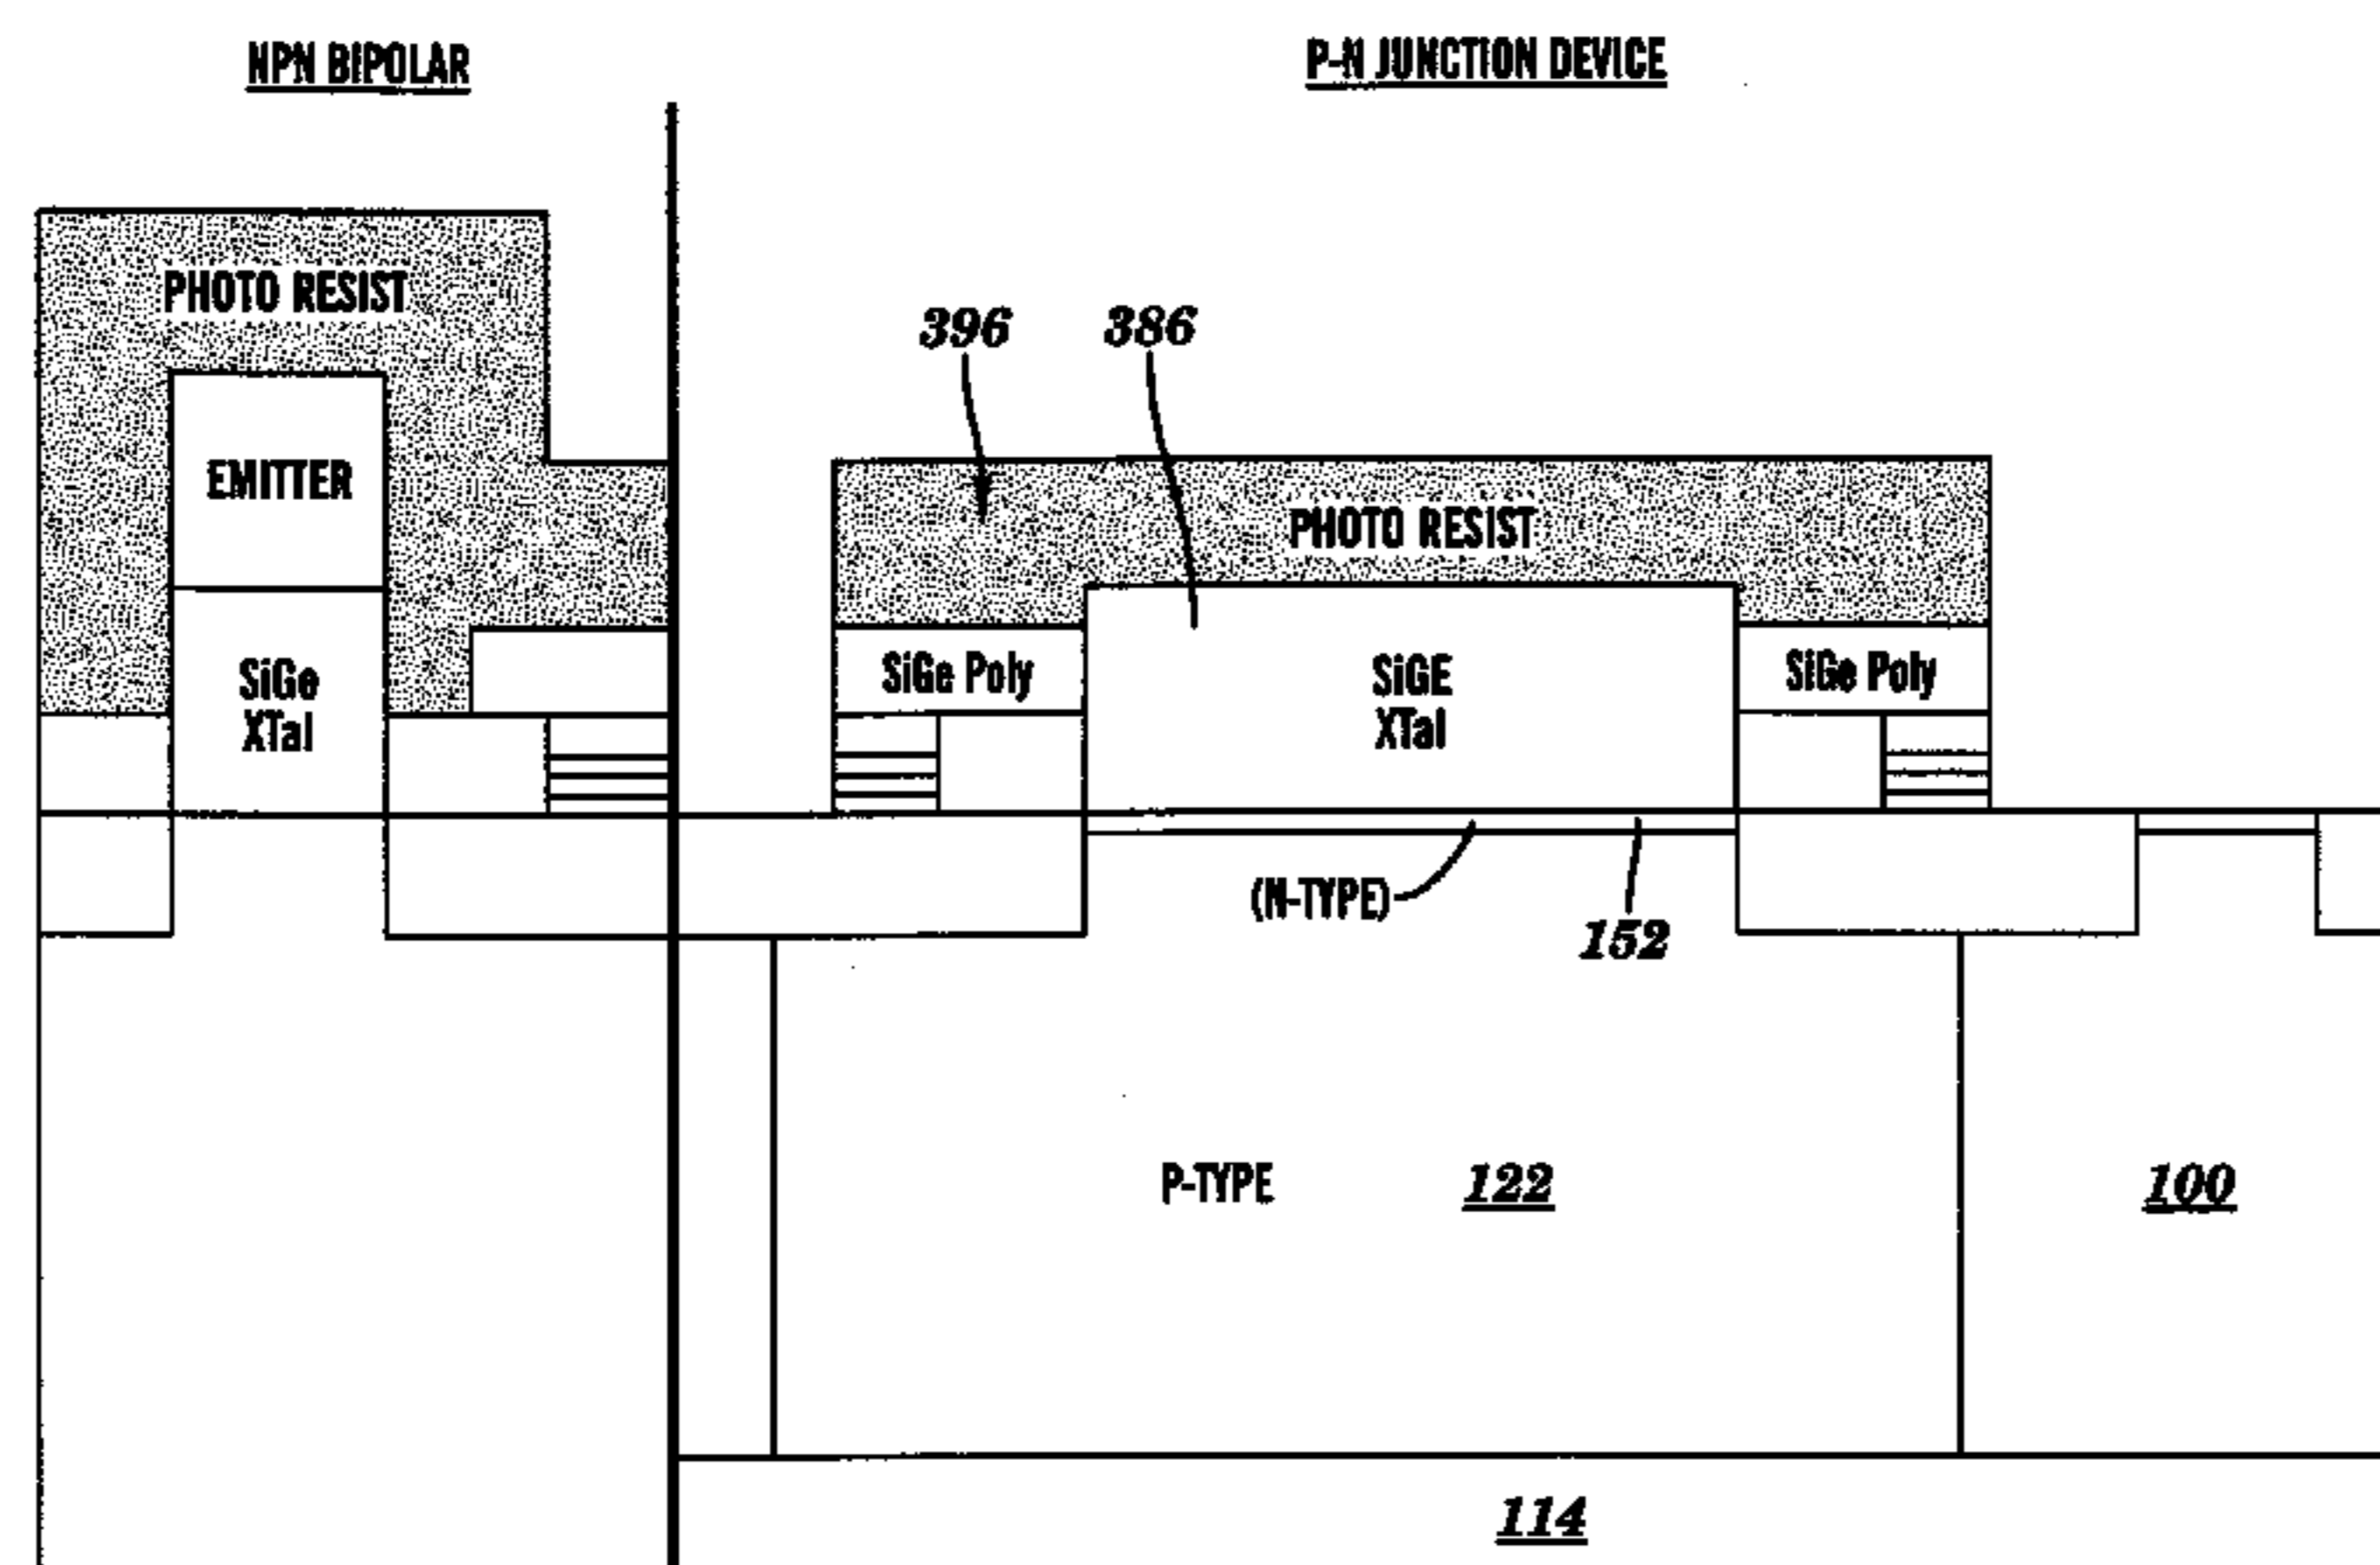 NPN BIPOLAR
P-N JUNCTION DEVICE
PHOTO RESIST
396
386
EMITTER
PHOTO RESIST
SiGe
XTal
SiGe Poly
SiGE
XTal
SiGe Poly
(N-TYPE)
152
P-TYPE
122
100
114